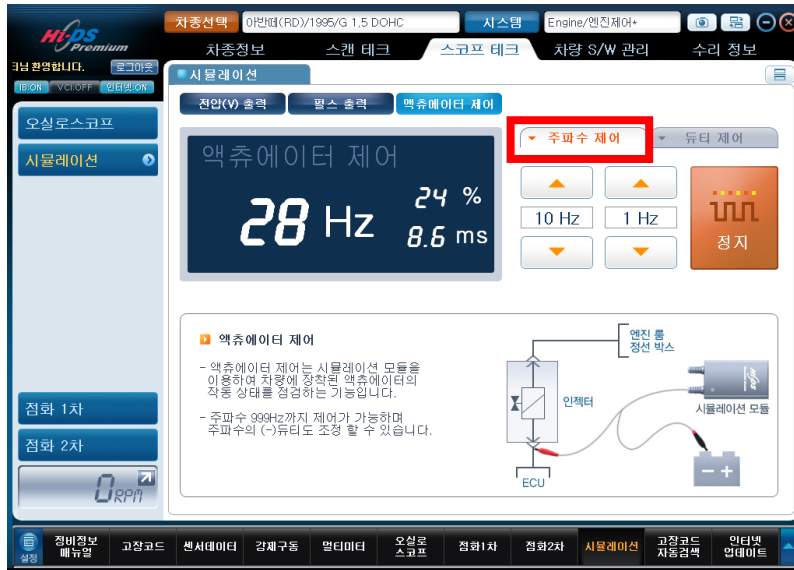 Hi-DS
Premium
차종선택 아반떼(RD)/1995/G 1.5 DOHC 시스템 Engine/엔진제어+
차종정보 스캔 테크 스코프 테크 차량 S/W 관리 수리 정보
님 환영합니다. 로그아웃
IB:ON VCI:OFF 인터넷:ON
시뮬레이션
오실로스코프
시뮬레이션
전압(V) 출력 펄스 출력 액츄에이터 제어
액츄에이터 제어
28 Hz 24 %
8.6 ms
주파수 제어 듀티 제어
10 Hz 1 Hz
정지
액츄에이터 제어
- 액츄에이터 제어는 시뮬레이션 모듈을
이용하여 차량에 장착된 액츄에이터의
작동 상태를 점검하는 기능입니다.
- 주파수 999Hz까지 제어가 가능하며
주파수의 (-)듀티도 조정 할 수 있습니다.
엔진 룸
정션 박스
인젝터
Hi-DS
시뮬레이션 모듈
ECU
- +
점화 1차
점화 2차
0 RPM
설정
정비정보
매뉴얼
고장코드
센서데이터
강제구동
멀티미터
오실로
스코프
점화1차
점화2차
시뮬레이션
고장코드
자동검색
인터넷
업데이트